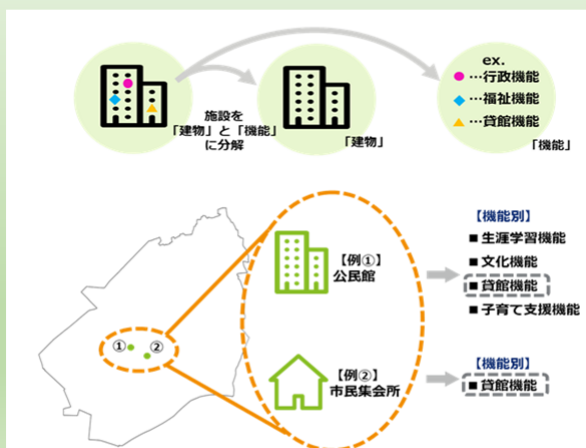 ex.
●…行政機能
◆…福祉機能
▲…貸館機能
「機能」
施設を
「建物」と「機能」
に分解
「建物」
【機能別】
■ 生涯学習機能
■ 文化機能
■ 貸館機能
■ 子育て支援機能
【例①】
公民館
① ②
【例②】
市民集会所
【機能別】
■ 貸館機能